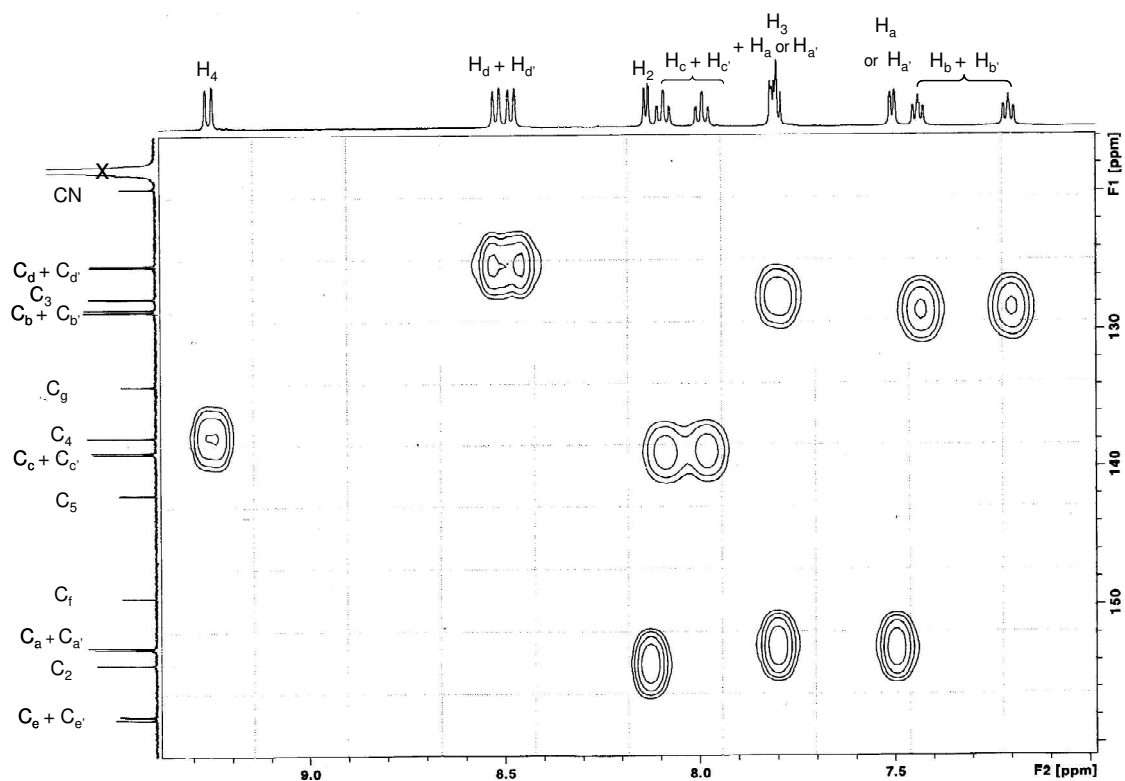 H4
Hd + Hd'
H2
Hc + Hc'
H3
+ Ha or Ha'
Ha
or Ha'
Hb + Hb'
X
CN
Cd + Cd'
C3
Cb + Cb'
Cg
C4
Cc + Cc'
C5
Cf
Ca + Ca'
C2
Ce + Ce'
F1 [ppm]
130
140
150
9.0
8.5
8.0
7.5
F2 [ppm]